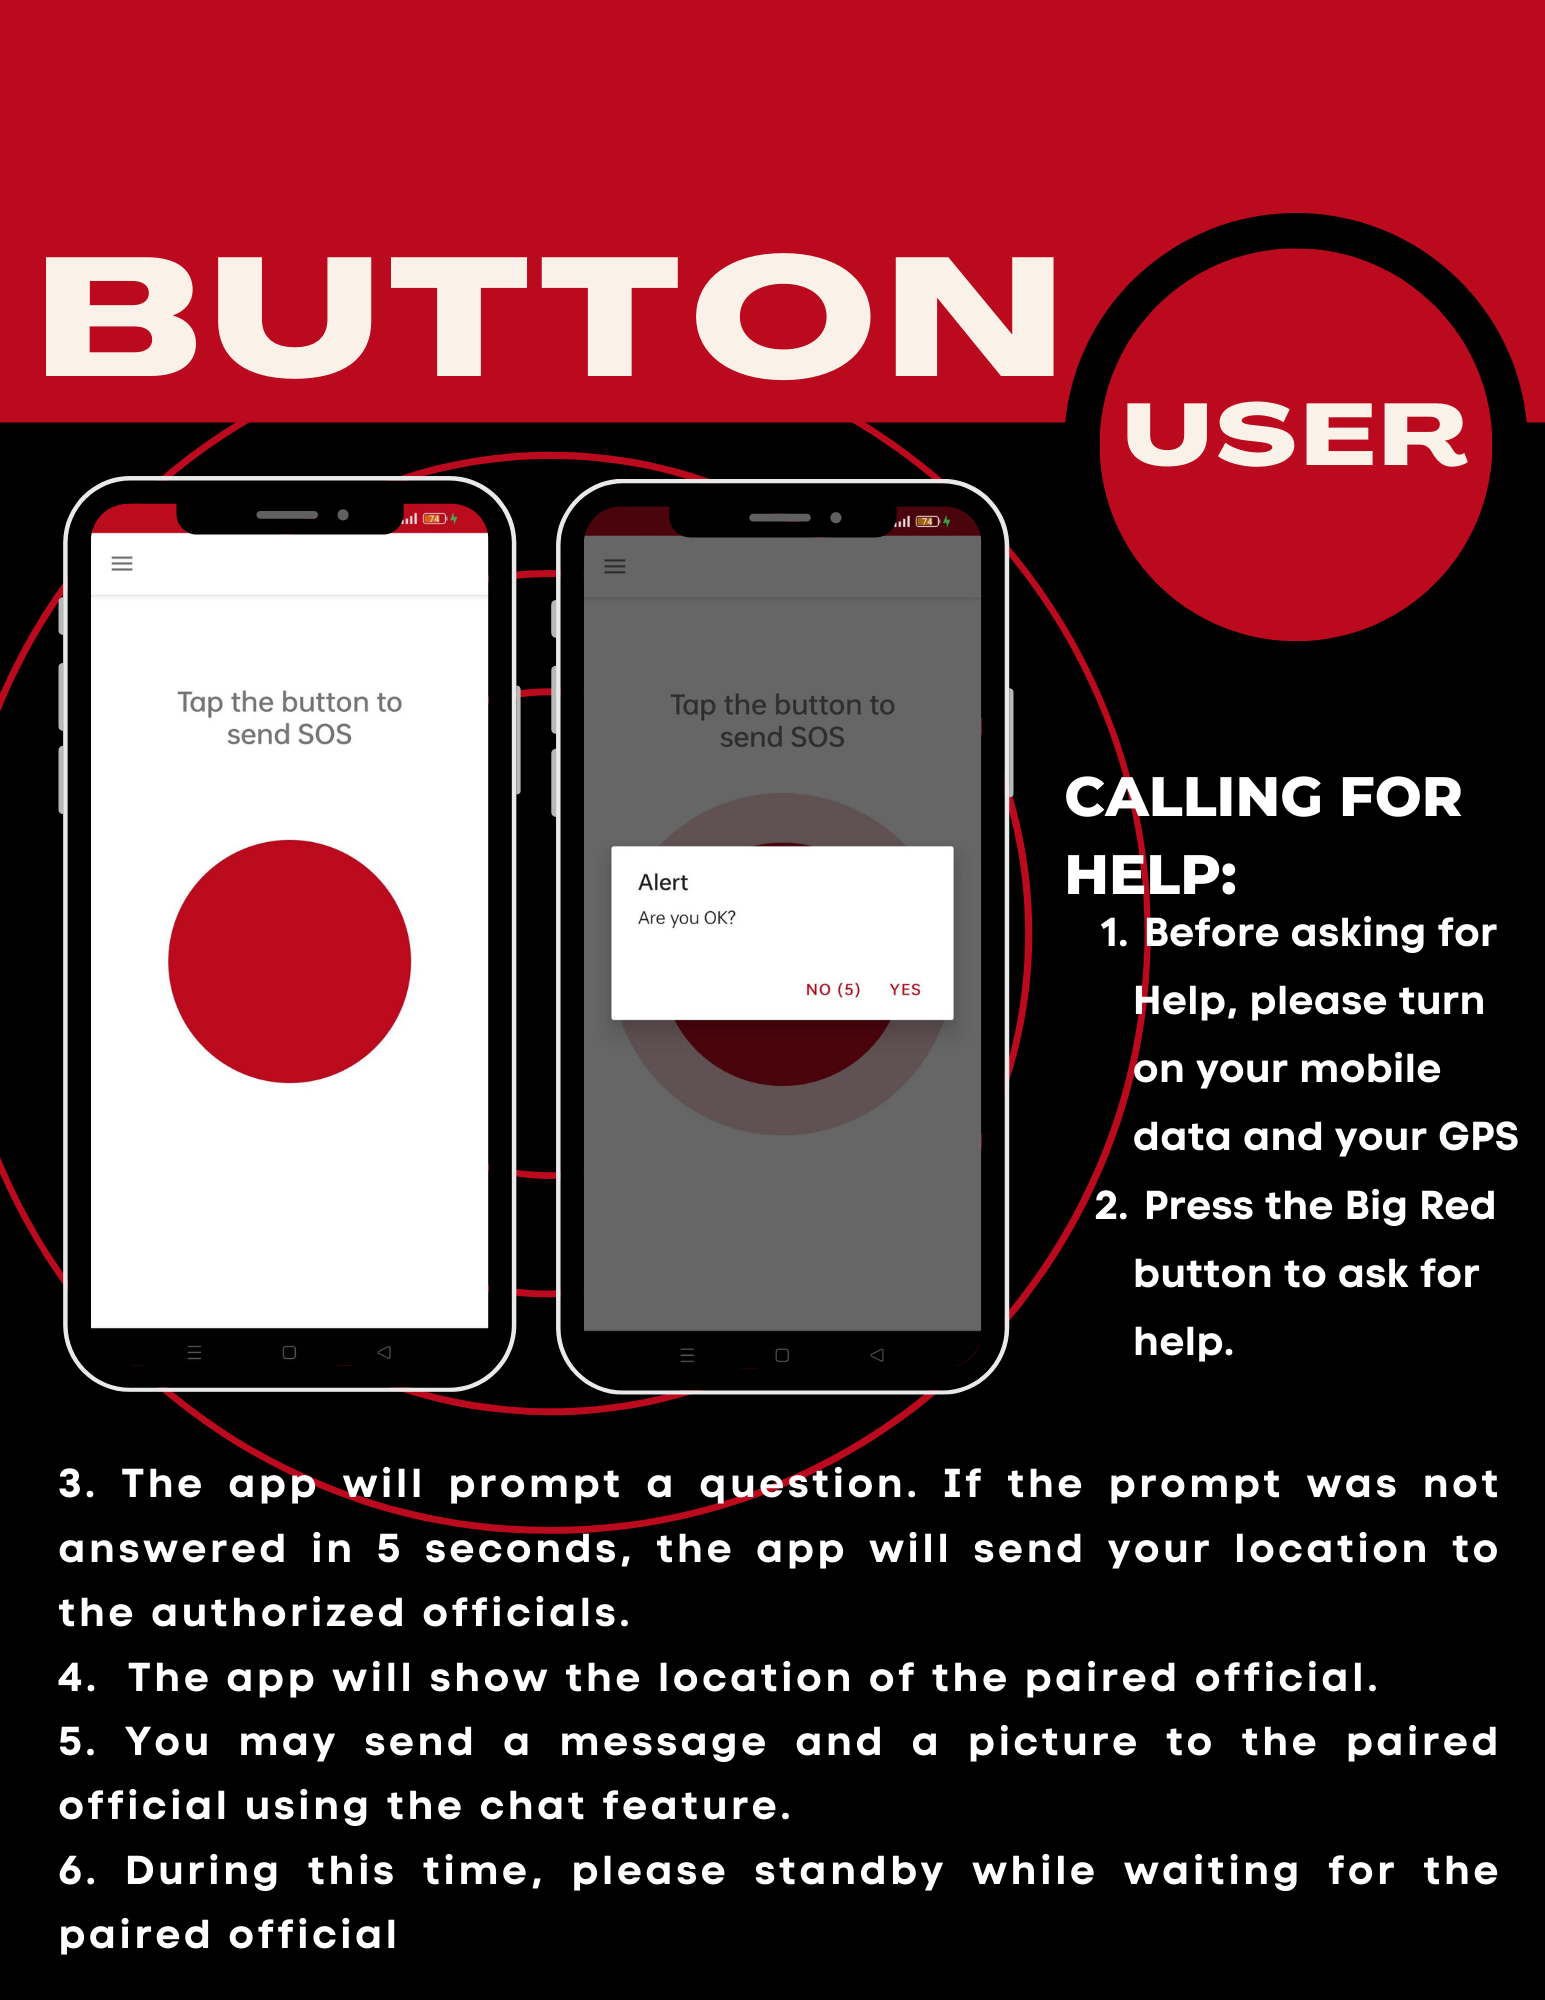 BUTTON
USER
74
Tap the button to
send SOS
74
Tap the button to
send SOS
Alert
Are you OK?
NO (5) YES
CALLING FOR
HELP:
1. Before asking for
Help, please turn
on your mobile
data and your GPS
2. Press the Big Red
button to ask for
help.
3. The app will prompt a question. If the prompt was not
answered in 5 seconds, the app will send your location to
the authorized officials.
4. The app will show the location of the paired official.
5. You may send a message and a picture to the paired
official using the chat feature.
6. During this time, please standby while waiting for the
paired official